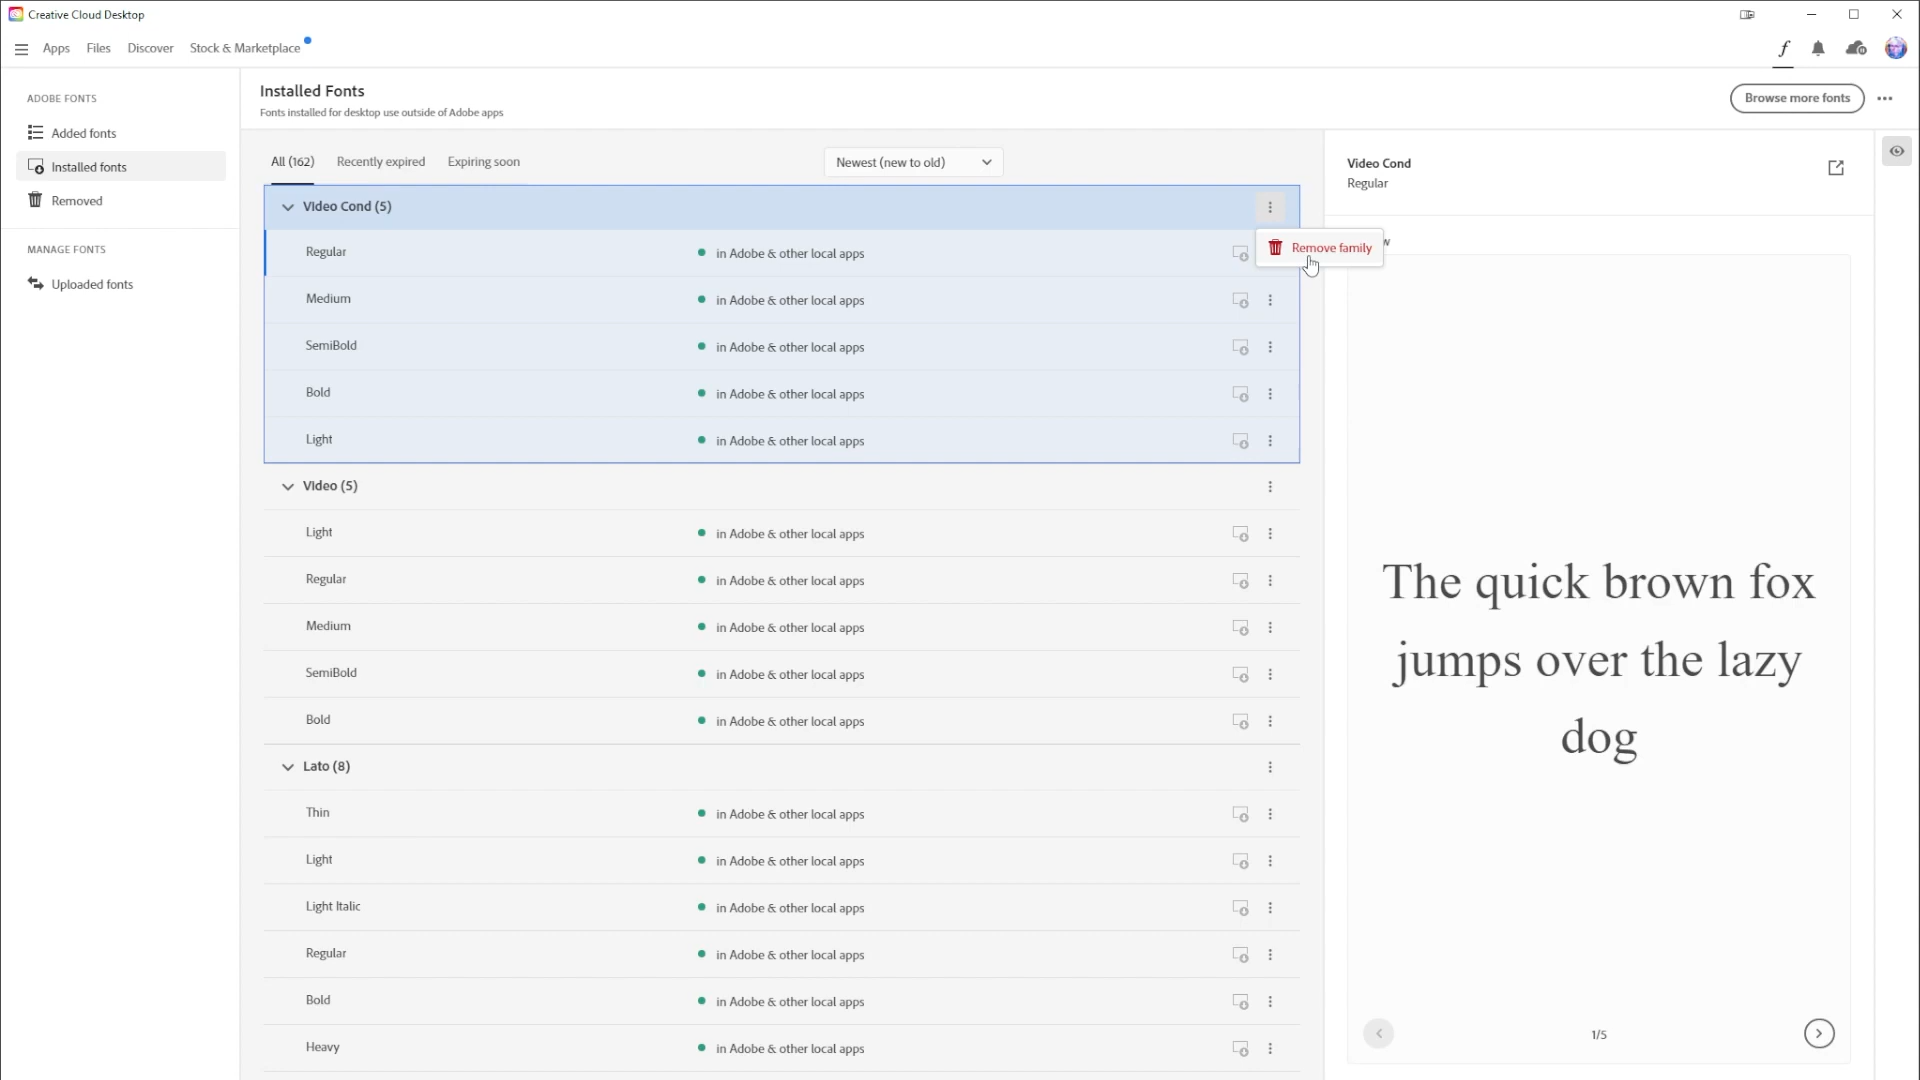 Creative Cloud Desktop
Apps Files Discover Stock & Marketplace
ADOBE FONTS
Added fonts
Installed fonts
Removed
MANAGE FONTS
Uploaded fonts
Installed Fonts
Fonts installed for desktop use outside of Adobe apps
Browse more fonts
All (162) Recently expired Expiring soon
Newest (new to old)
Video Cond (5)
Remove family
Regular in Adobe & other local apps
Medium in Adobe & other local apps
SemiBold in Adobe & other local apps
Bold in Adobe & other local apps
Light in Adobe & other local apps
Video (5)
Light in Adobe & other local apps
Regular in Adobe & other local apps
Medium in Adobe & other local apps
SemiBold in Adobe & other local apps
Bold in Adobe & other local apps
Lato (8)
Thin in Adobe & other local apps
Light in Adobe & other local apps
Light Italic in Adobe & other local apps
Regular in Adobe & other local apps
Bold in Adobe & other local apps
Heavy in Adobe & other local apps
Video Cond
Regular
The quick brown fox
jumps over the lazy
dog
1/5